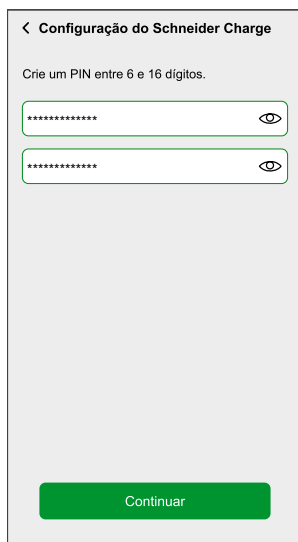 Configuração do Schneider Charge
Crie um PIN entre 6 e 16 dígitos.
*************
*************
Continuar